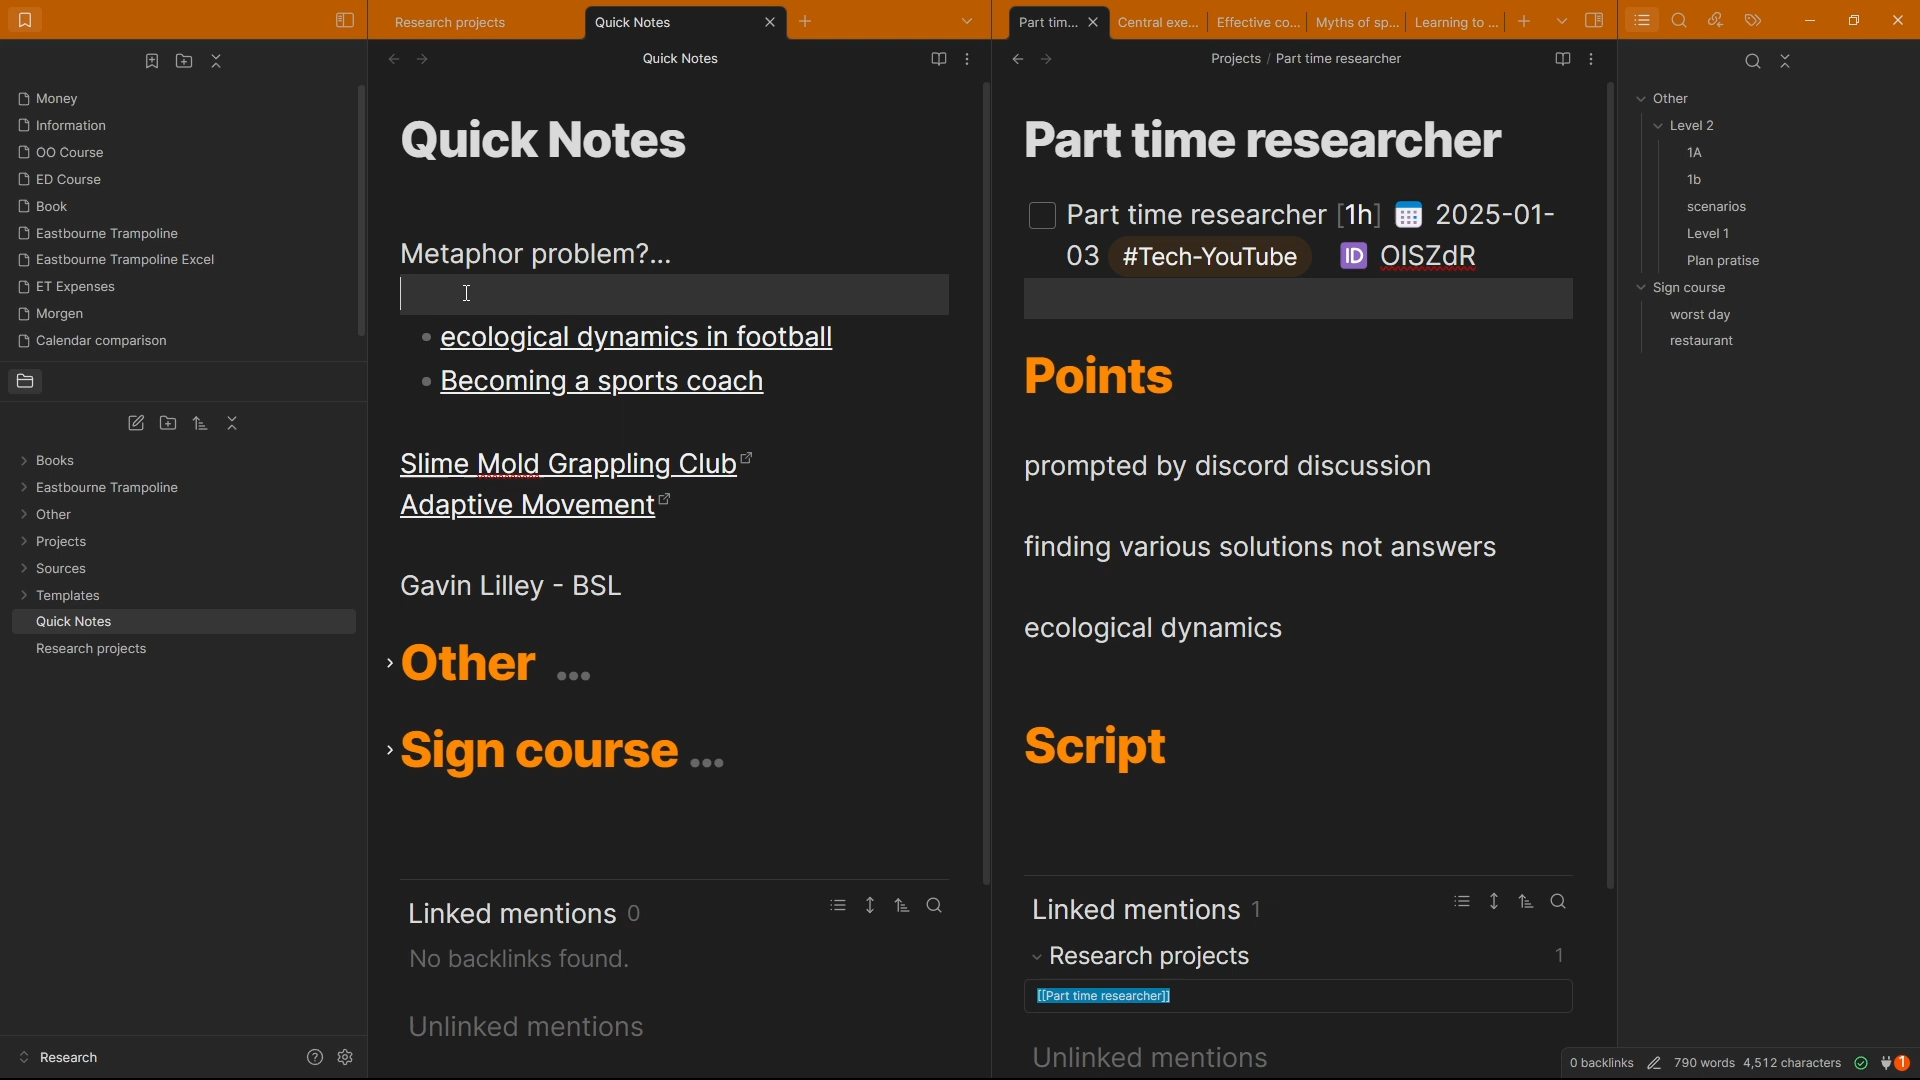 Research projects
Quick Notes
Part tim...
Central exe...
Effective co...
Myths of sp...
Learning to ...
Money
Information
OO Course
ED Course
Book
Eastbourne Trampoline
Eastbourne Trampoline Excel
ET Expenses
Morgen
Calendar comparison
Books
Eastbourne Trampoline
Other
Projects
Sources
Templates
Quick Notes
Research projects
Research
Quick Notes
Quick Notes
Metaphor problem?...
ecological dynamics in football
Becoming a sports coach
Slime Mold Grappling Club
Adaptive Movement
Gavin Lilley - BSL
Other ...
Sign course ...
Linked mentions 0
No backlinks found.
Unlinked mentions
Projects / Part time researcher
Part time researcher
Part time researcher [1h] 2025-01-
03 #Tech-YouTube ID OISZdR
Points
prompted by discord discussion
finding various solutions not answers
ecological dynamics
Script
Linked mentions 1
Research projects 1
[[Part time researcher]]
Unlinked mentions
Other
Level 2
1A
1b
scenarios
Level 1
Plan pratise
Sign course
worst day
restaurant
0 backlinks 790 words 4,512 characters 1